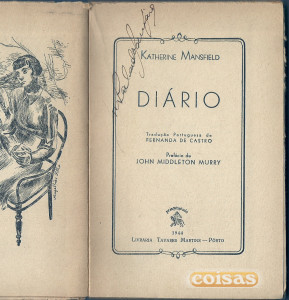 KATHERINE MANSFIELD
DIÁRIO
Tradução Portuguesa de
FERNANDA DE CASTRO
Prefácio de
JOHN MIDDLETON MURRY
1944
LIVRARIA TAVARES MARTINS — PÔRTO
coisas